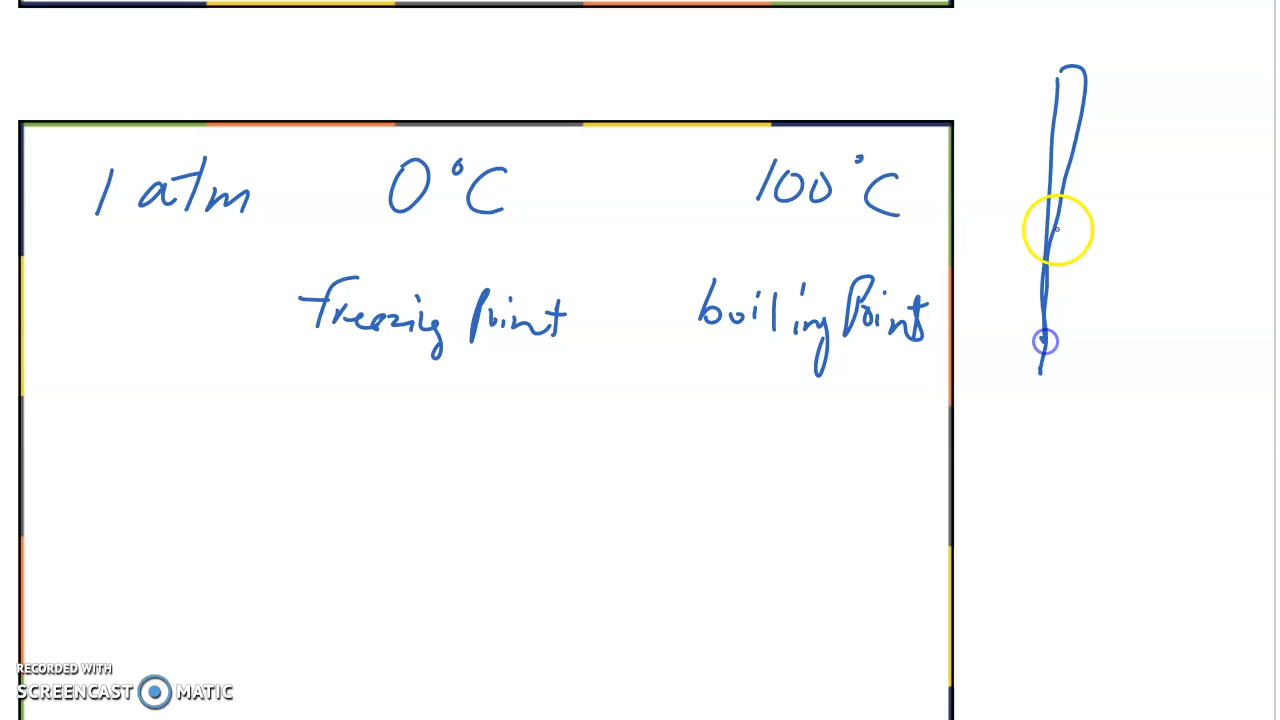 1 atm 0°C 100°C
freezing Point boiling Point
RECORDED WITH
SCREENCAST MATIC